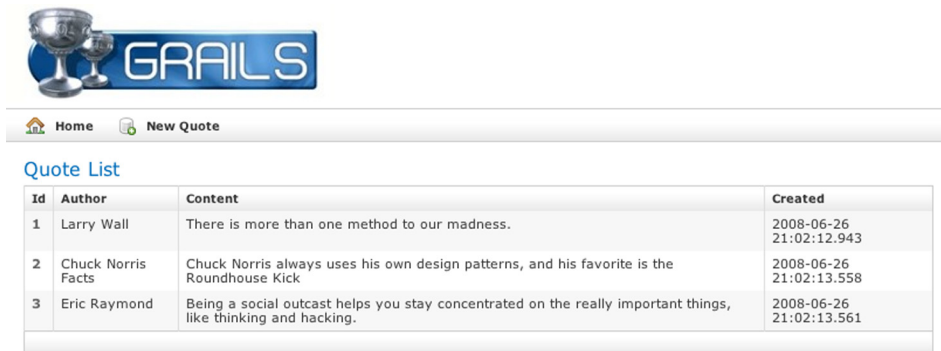 GRAILS
Home New Quote
Quote List
Id Author Content Created
1 Larry Wall There is more than one method to our madness. 2008-06-26
21:02:12.943
2 Chuck Norris Chuck Norris always uses his own design patterns, and his favorite is the 2008-06-26
Facts Roundhouse Kick 21:02:13.558
3 Eric Raymond Being a social outcast helps you stay concentrated on the really important things, 2008-06-26
like thinking and hacking. 21:02:13.561